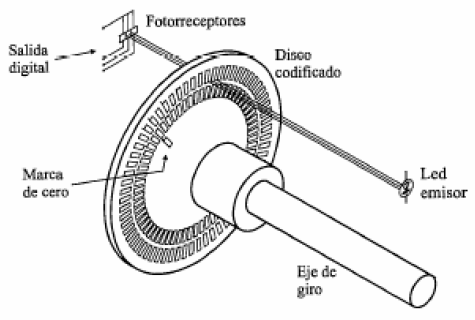 Fotorreceptores
Salida
digital
Disco
codificado
Marca
de cero
Led
emisor
Eje de
giro